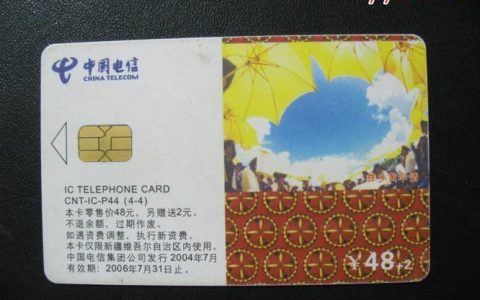 中国电信
CHINA TELECOM
IC TELEPHONE CARD
CNT-IC-P44 (4-4)
本卡零售价48元，另赠送2元。
不退余额，过期作废。
如遇资费调整，执行新资费。
本卡仅限新疆维吾尔自治区内使用。
中国电信集团公司发行 2004年7月
有效期：2006年7月31日止。
¥48+2